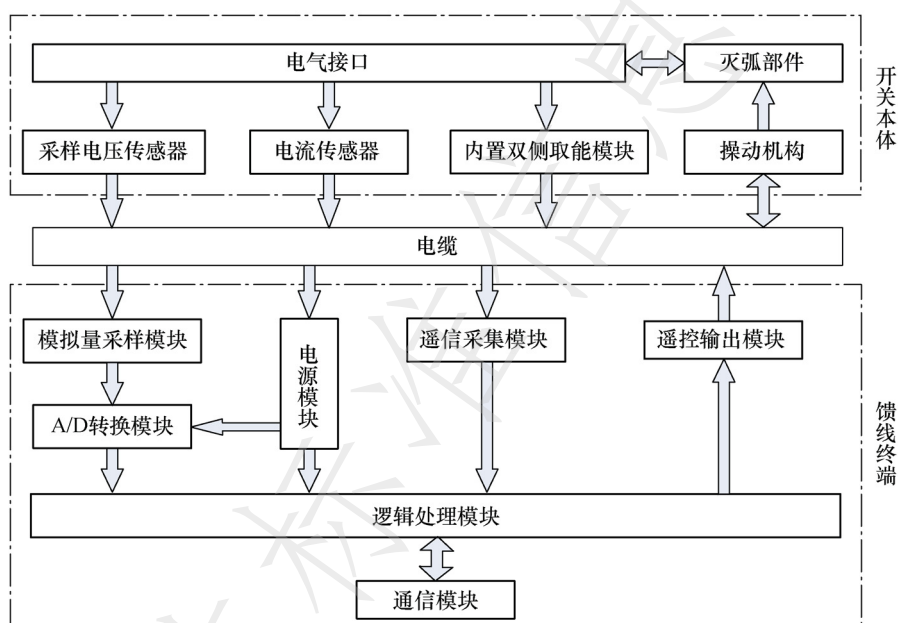 电气接口
灭弧部件
开关本体
采样电压传感器
电流传感器
内置双侧取能模块
操动机构
电缆
模拟量采样模块
电源模块
遥信采集模块
遥控输出模块
A/D转换模块
馈线终端
逻辑处理模块
通信模块
标准信息